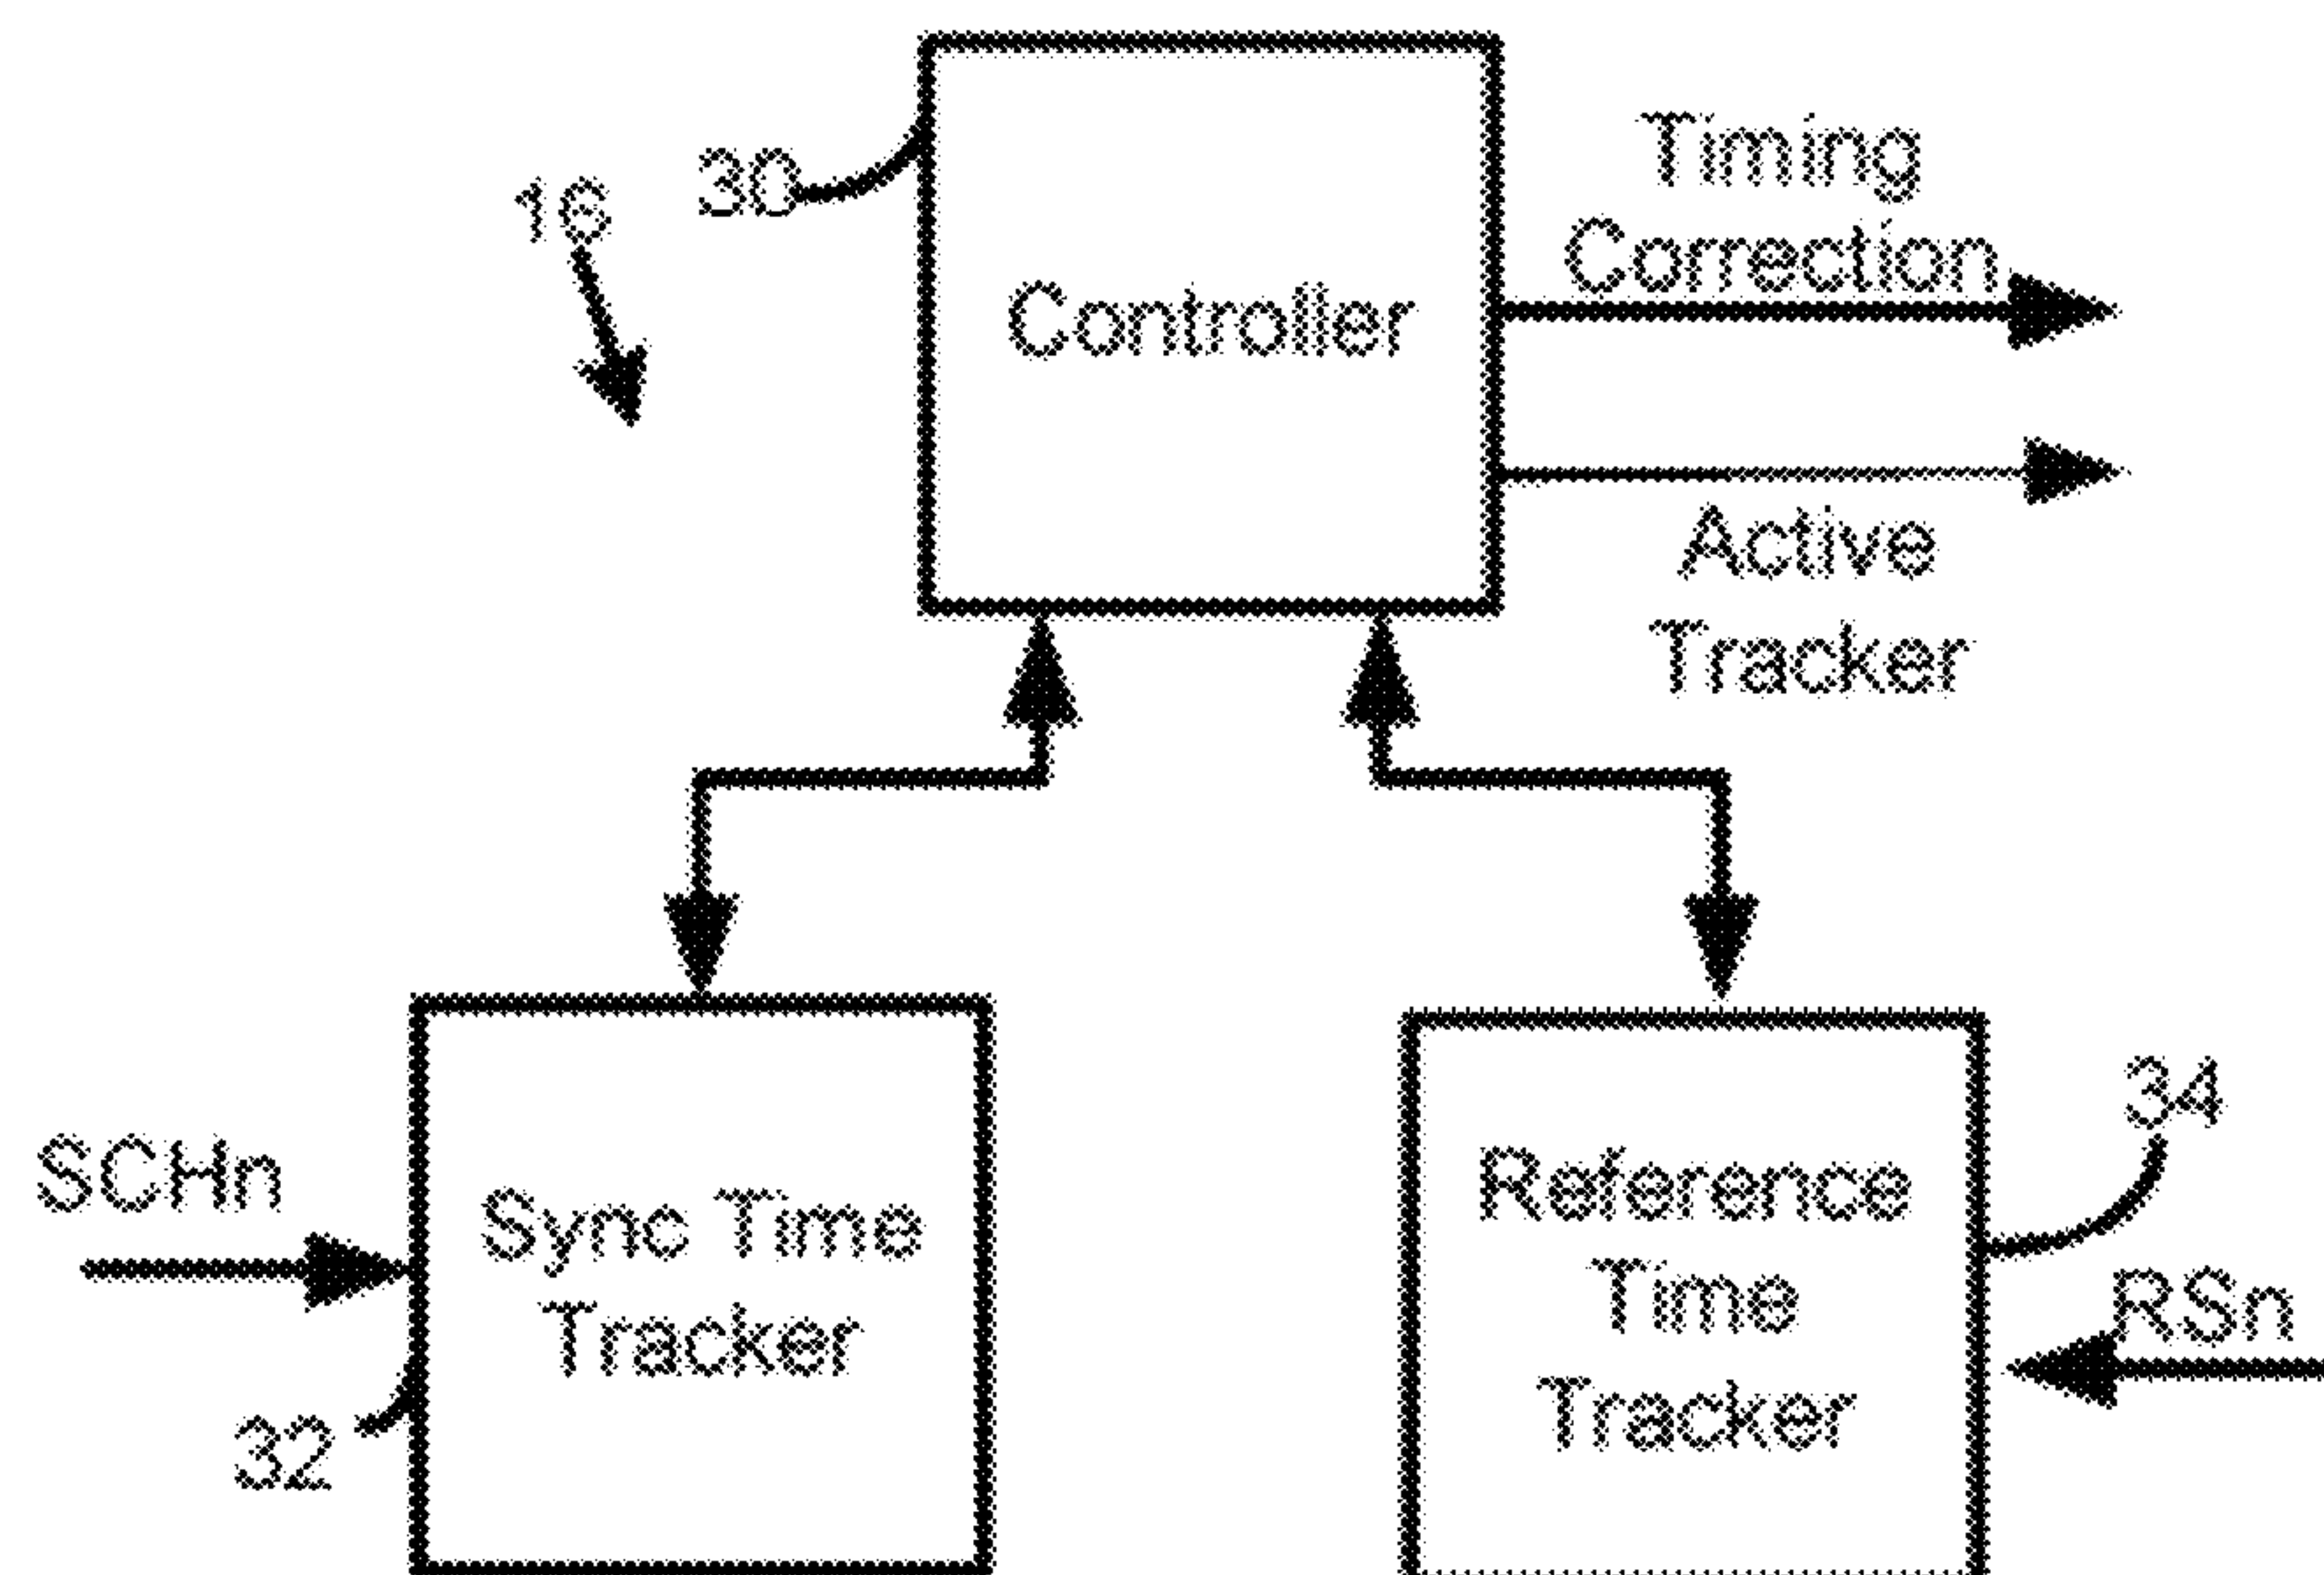 16
30
Controller
Timing
Correction
Active
Tracker
SCHn
Sync Time
Tracker
32
Reference
Time
Tracker
34
RSn